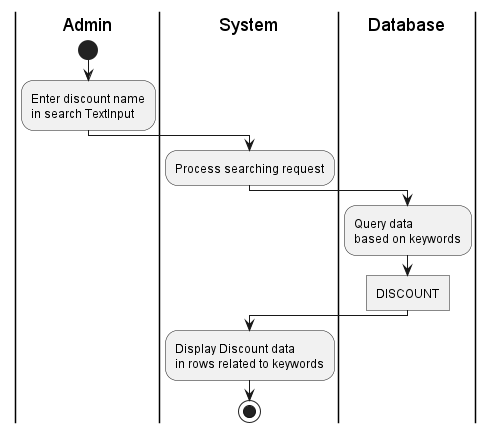 Admin
System
Database
Enter discount name
in search TextInput
Process searching request
Query data
based on keywords
DISCOUNT
Display Discount data
in rows related to keywords